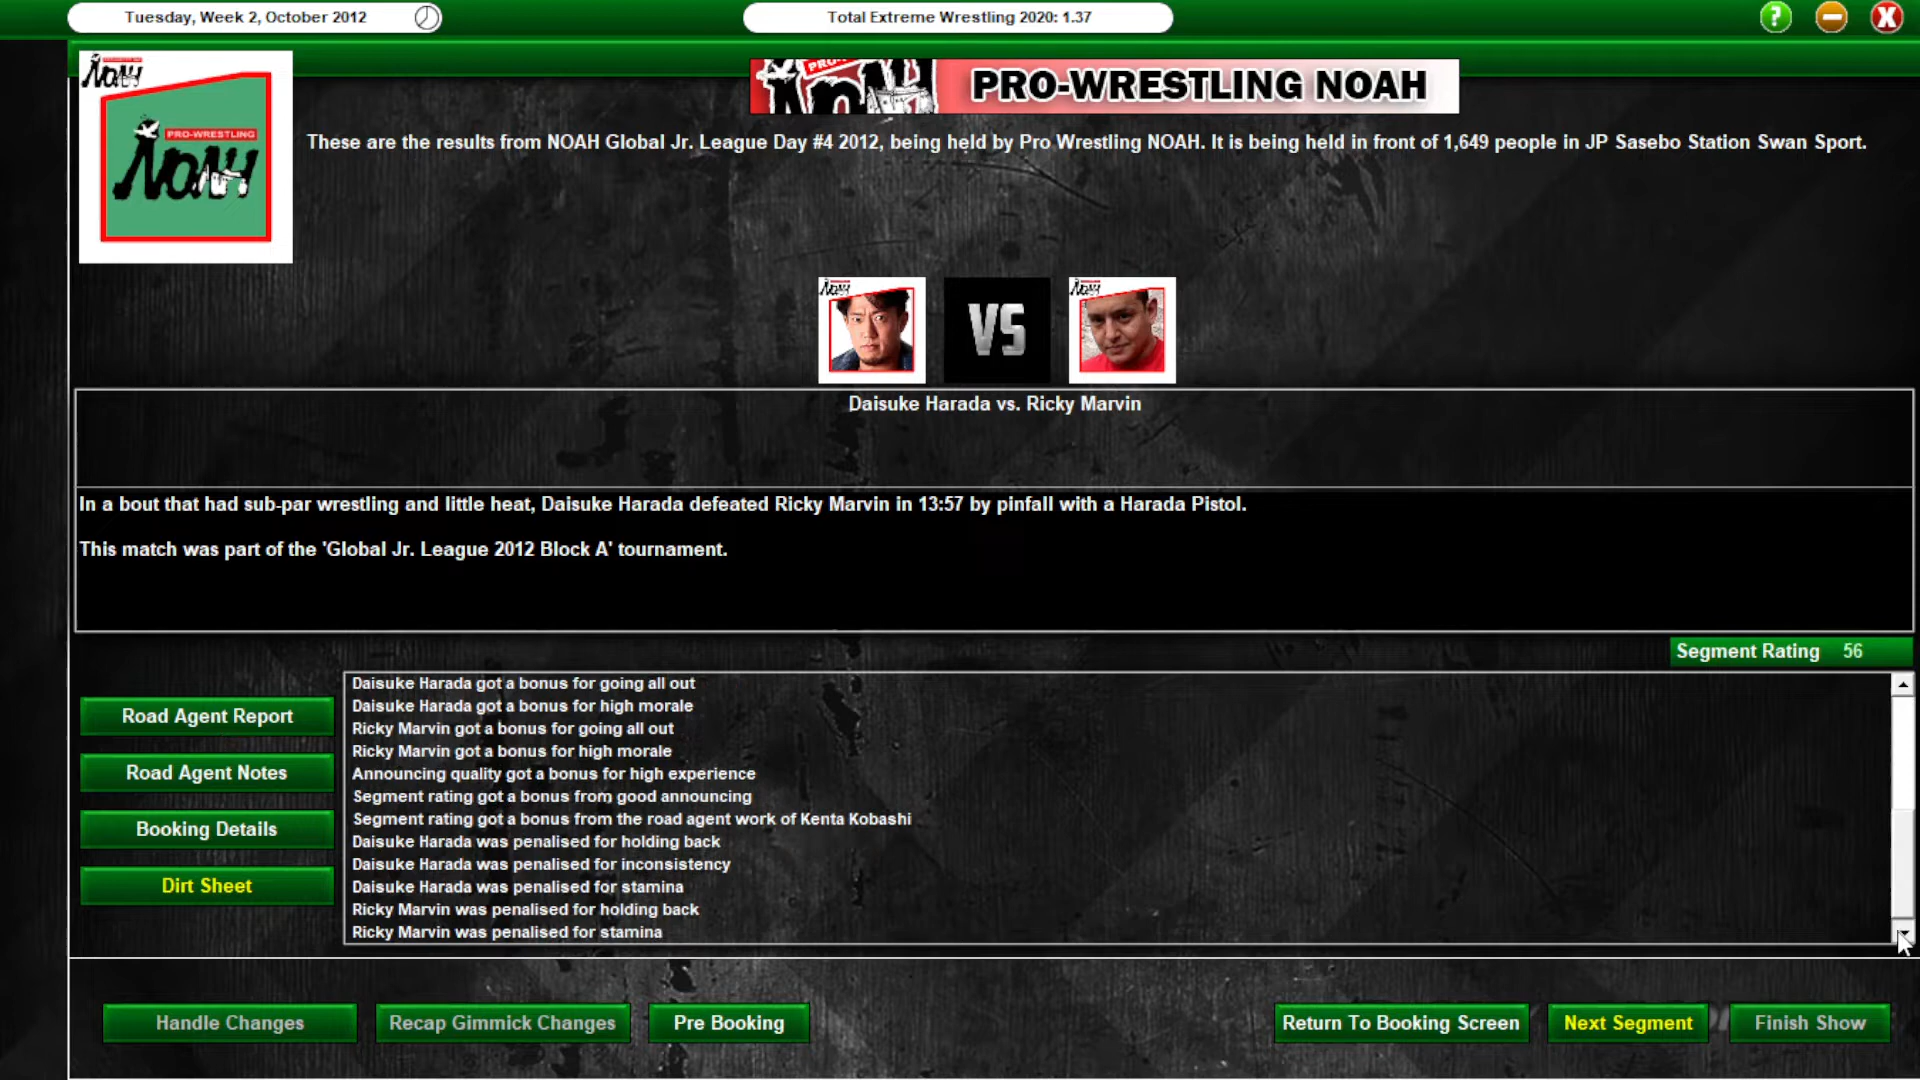 Tuesday, Week 2, October 2012
Total Extreme Wrestling 2020: 1.37
NOAH
PRO-WRESTLING
NOAH
PRO-WRESTLING NOAH
These are the results from NOAH Global Jr. League Day #4 2012, being held by Pro Wrestling NOAH. It is being held in front of 1,649 people in JP Sasebo Station Swan Sport.
NOAH
VS
NOAH
Daisuke Harada vs. Ricky Marvin
In a bout that had sub-par wrestling and little heat, Daisuke Harada defeated Ricky Marvin in 13:57 by pinfall with a Harada Pistol.
This match was part of the 'Global Jr. League 2012 Block A' tournament.
Segment Rating 56
Road Agent Report
Road Agent Notes
Booking Details
Dirt Sheet
Daisuke Harada got a bonus for going all out
Daisuke Harada got a bonus for high morale
Ricky Marvin got a bonus for going all out
Ricky Marvin got a bonus for high morale
Announcing quality got a bonus for high experience
Segment rating got a bonus from good announcing
Segment rating got a bonus from the road agent work of Kenta Kobashi
Daisuke Harada was penalised for holding back
Daisuke Harada was penalised for inconsistency
Daisuke Harada was penalised for stamina
Ricky Marvin was penalised for holding back
Ricky Marvin was penalised for stamina
Handle Changes
Recap Gimmick Changes
Pre Booking
Return To Booking Screen
Next Segment
Finish Show